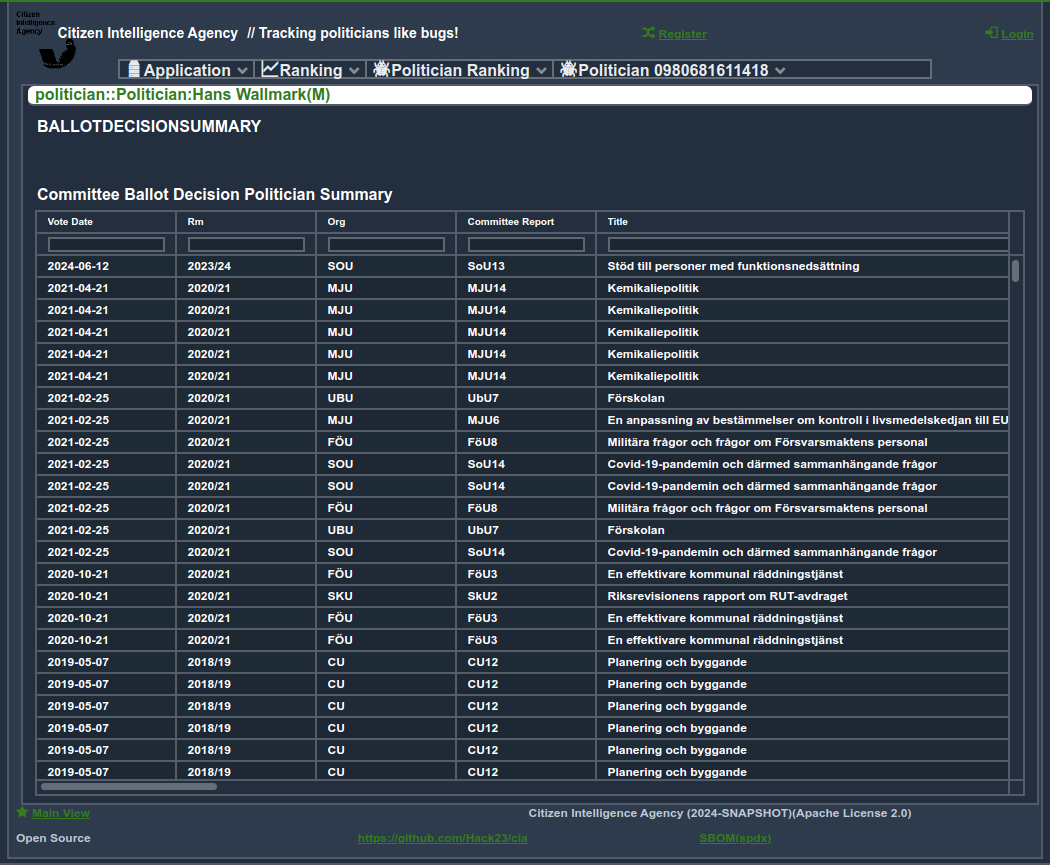 Citizen
Intelligence
Agency
Citizen Intelligence Agency // Tracking politicians like bugs!
Register
Login
Application Ranking Politician Ranking Politician 0980681611418
politician::Politician:Hans Wallmark(M)
BALLOTDECISIONSUMMARY
Committee Ballot Decision Politician Summary
Vote Date Rm Org Committee Report Title
2024-06-12 2023/24 SOU SoU13 Stöd till personer med funktionsnedsättning
2021-04-21 2020/21 MJU MJU14 Kemikaliepolitik
2021-04-21 2020/21 MJU MJU14 Kemikaliepolitik
2021-04-21 2020/21 MJU MJU14 Kemikaliepolitik
2021-04-21 2020/21 MJU MJU14 Kemikaliepolitik
2021-04-21 2020/21 MJU MJU14 Kemikaliepolitik
2021-02-25 2020/21 UBU UbU7 Förskolan
2021-02-25 2020/21 MJU MJU6 En anpassning av bestämmelser om kontroll i livsmedelskedjan till EU
2021-02-25 2020/21 FÖU FöU8 Militära frågor och frågor om Försvarsmaktens personal
2021-02-25 2020/21 SOU SoU14 Covid-19-pandemin och därmed sammanhängande frågor
2021-02-25 2020/21 SOU SoU14 Covid-19-pandemin och därmed sammanhängande frågor
2021-02-25 2020/21 FÖU FöU8 Militära frågor och frågor om Försvarsmaktens personal
2021-02-25 2020/21 UBU UbU7 Förskolan
2021-02-25 2020/21 SOU SoU14 Covid-19-pandemin och därmed sammanhängande frågor
2020-10-21 2020/21 FÖU FöU3 En effektivare kommunal räddningstjänst
2020-10-21 2020/21 SKU SkU2 Riksrevisionens rapport om RUT-avdraget
2020-10-21 2020/21 FÖU FöU3 En effektivare kommunal räddningstjänst
2020-10-21 2020/21 FÖU FöU3 En effektivare kommunal räddningstjänst
2019-05-07 2018/19 CU CU12 Planering och byggande
2019-05-07 2018/19 CU CU12 Planering och byggande
2019-05-07 2018/19 CU CU12 Planering och byggande
2019-05-07 2018/19 CU CU12 Planering och byggande
2019-05-07 2018/19 CU CU12 Planering och byggande
2019-05-07 2018/19 CU CU12 Planering och byggande
Main View Citizen Intelligence Agency (2024-SNAPSHOT)(Apache License 2.0)
Open Source https://github.com/Hack23/cia SBOM(spdx)